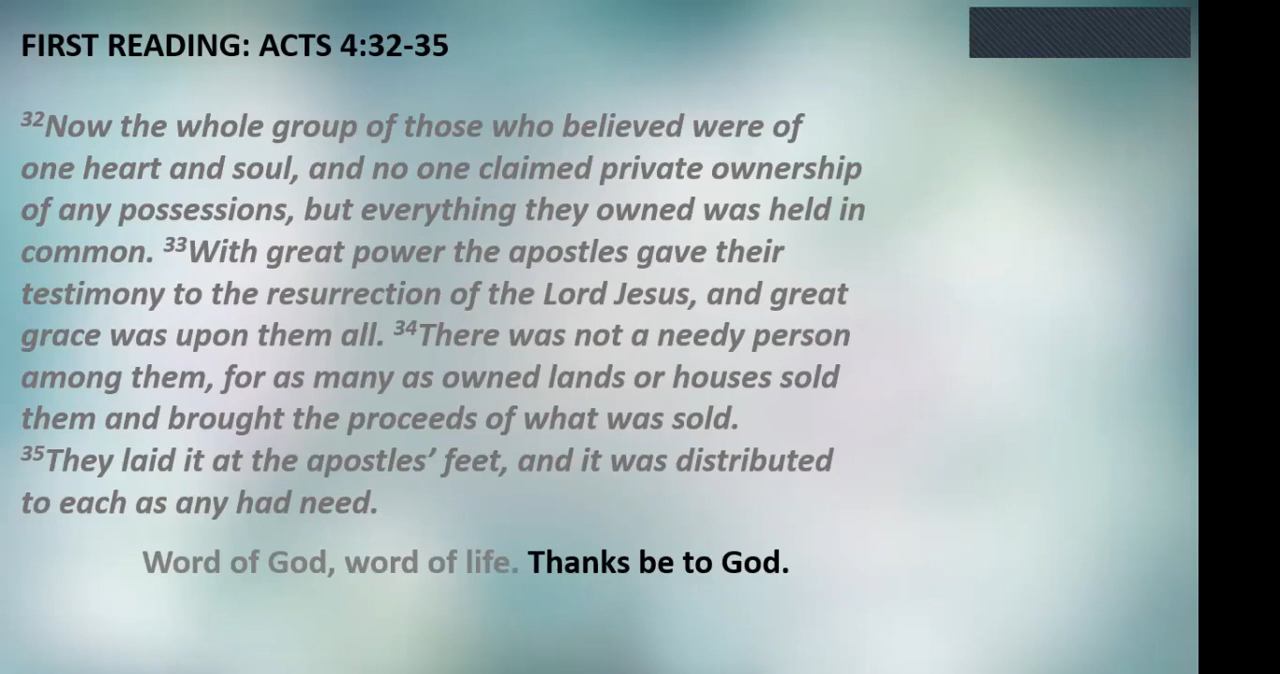 FIRST READING: ACTS 4:32-35
³²Now the whole group of those who believed were of
one heart and soul, and no one claimed private ownership
of any possessions, but everything they owned was held in
common. ³³With great power the apostles gave their
testimony to the resurrection of the Lord Jesus, and great
grace was upon them all. ³⁴There was not a needy person
among them, for as many as owned lands or houses sold
them and brought the proceeds of what was sold.
³⁵They laid it at the apostles’ feet, and it was distributed
to each as any had need.
Word of God, word of life. Thanks be to God.